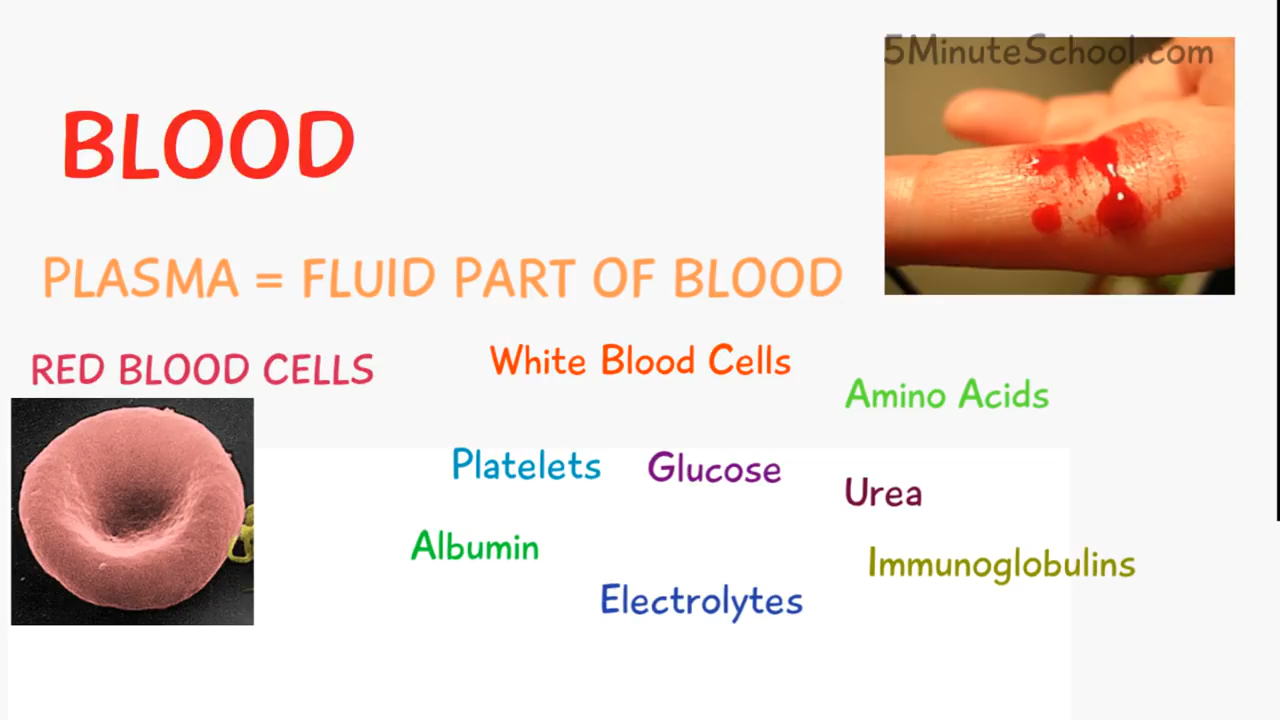 5MinuteSchool.com
BLOOD
PLASMA = FLUID PART OF BLOOD
RED BLOOD CELLS
White Blood Cells
Amino Acids
Platelets
Glucose
Urea
Albumin
Immunoglobulins
Electrolytes